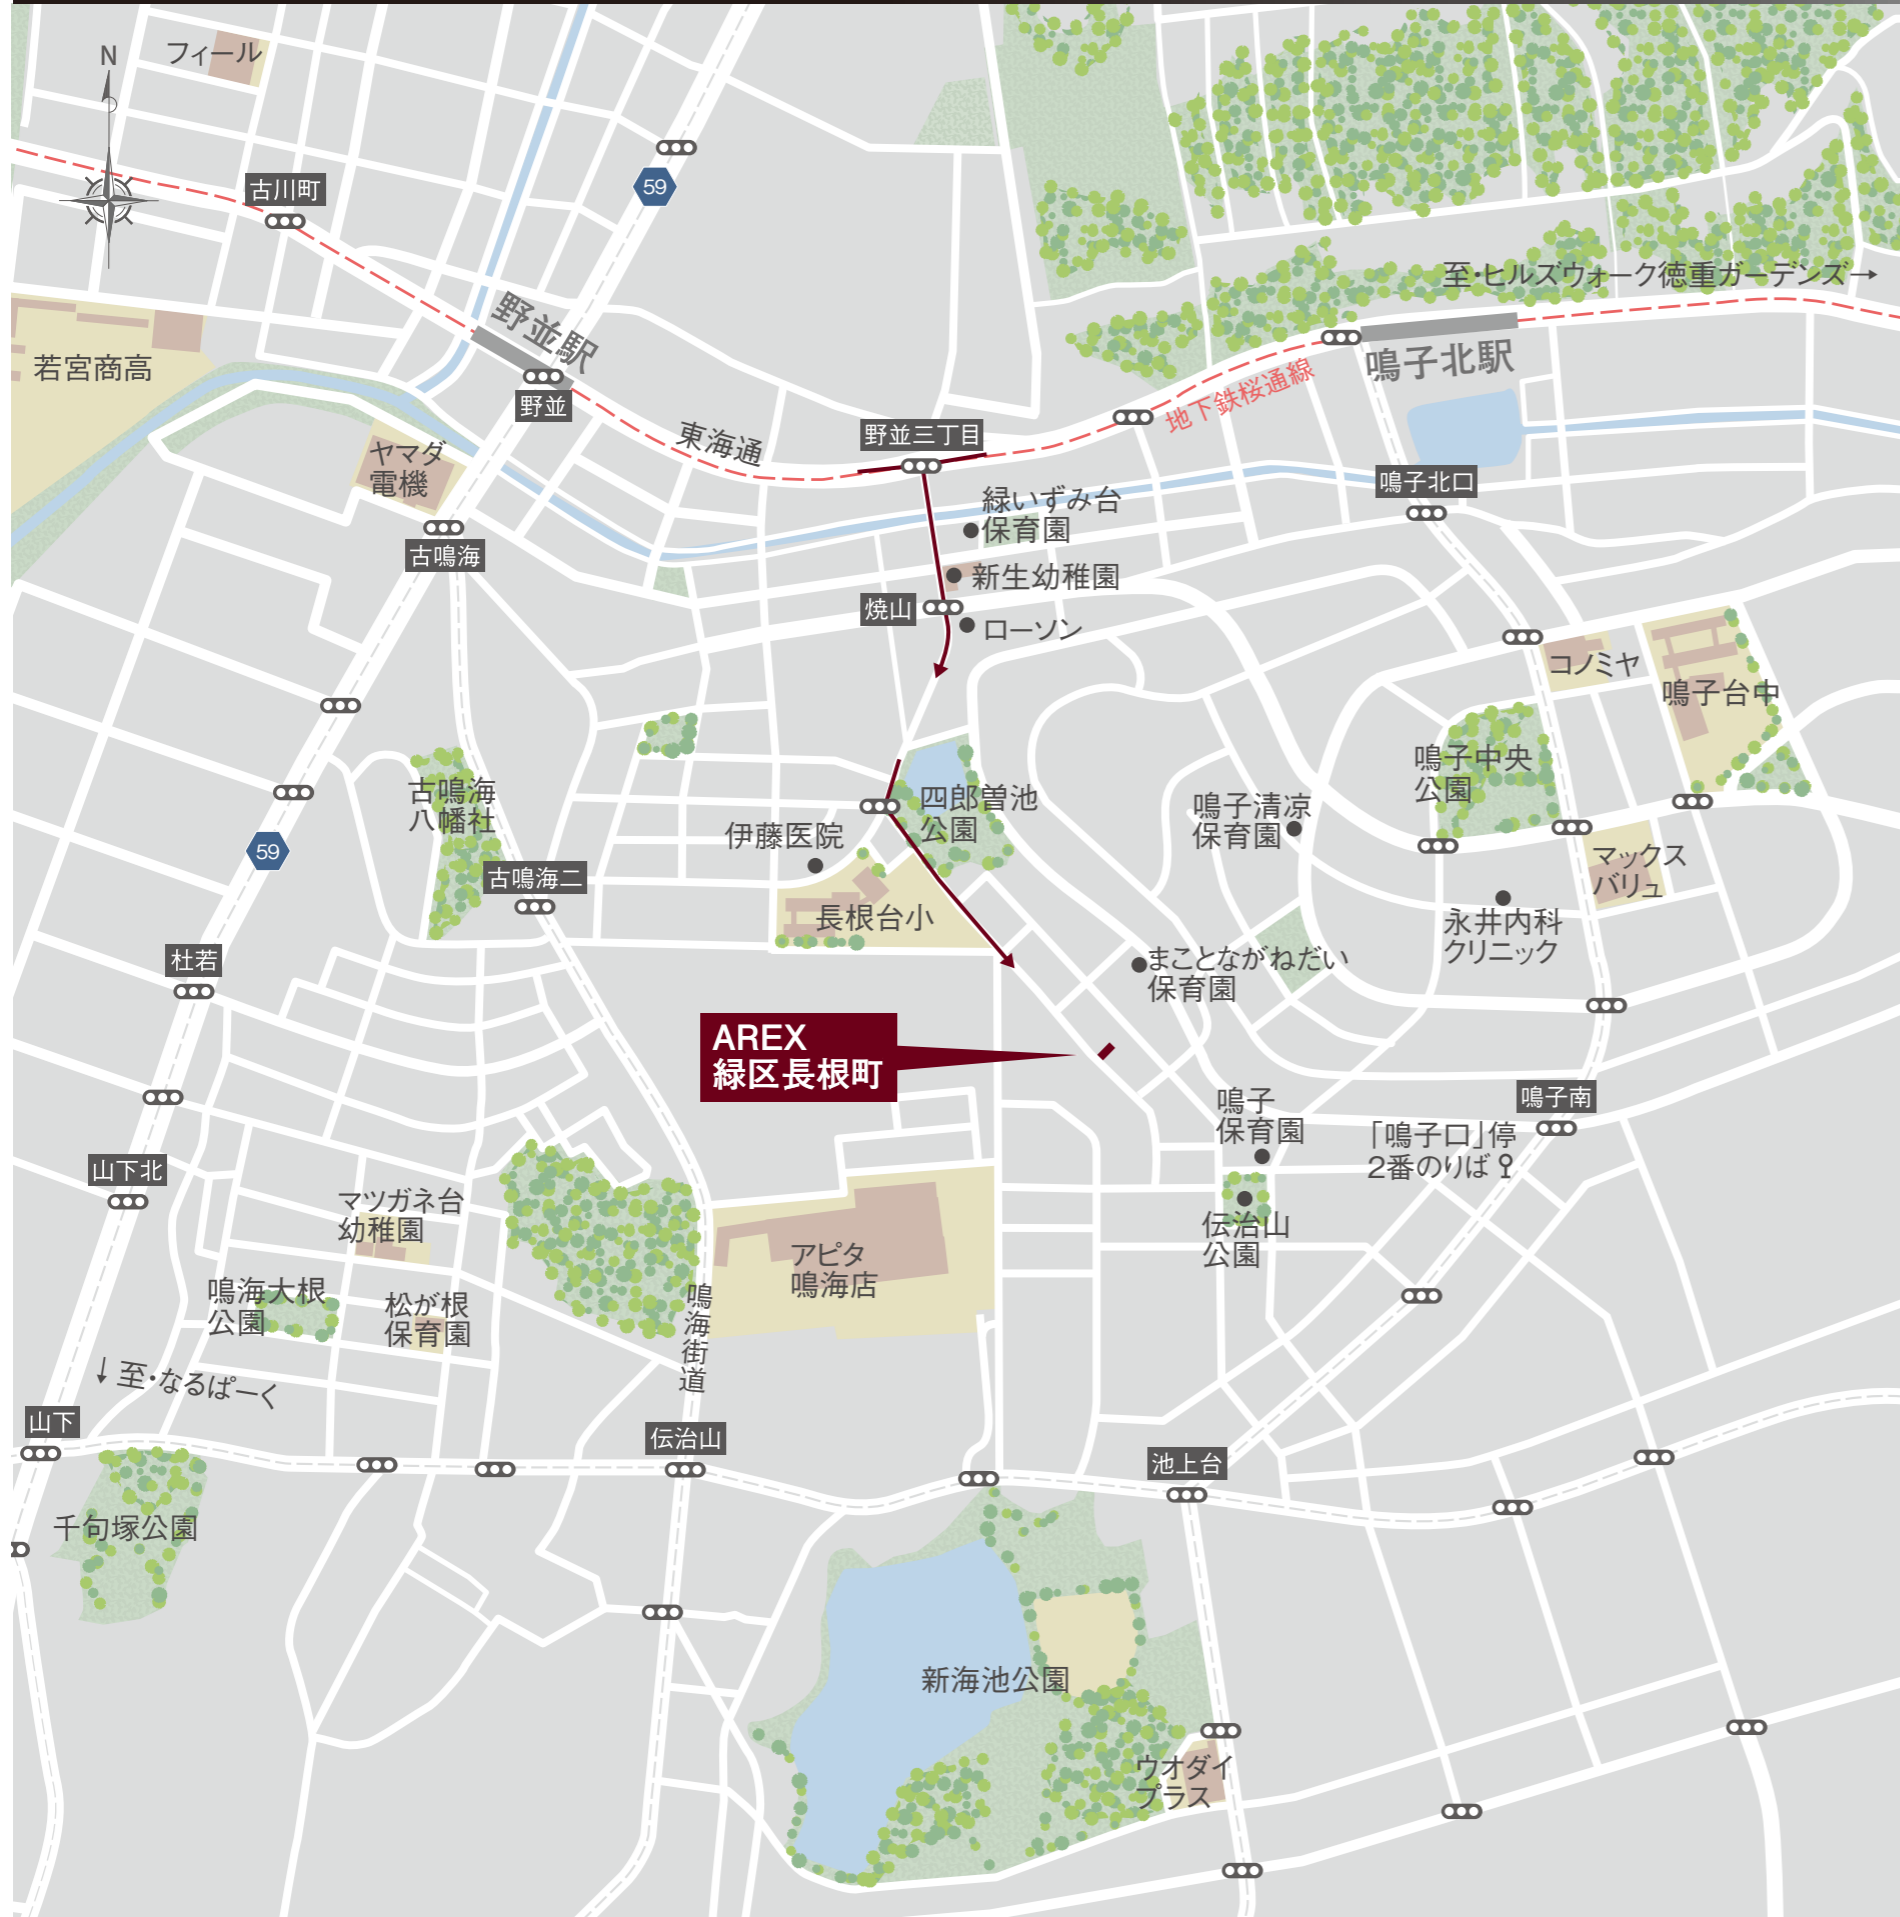 N
フィール
古川町
59
野並駅
野並
若宮商高
ヤマダ
電機
古鳴海
東海通
野並三丁目
地下鉄桜通線
至・ヒルズウォーク徳重ガーデンズ→
鳴子北駅
鳴子北口
緑いずみ台
保育園
新生幼稚園
焼山
ローソン
コノミヤ
鳴子台中
鳴子中央
公園
四郎曽池
公園
鳴子清凉
保育園
伊藤医院
長根台小
古鳴海
八幡社
古鳴海二
59
マックス
バリュ
永井内科
クリニック
まことながねだい
保育園
杜若
AREX
緑区長根町
鳴子
保育園
鳴子南
「鳴子口」停
2番のりば
伝治山
公園
山下北
マツガネ台
幼稚園
アピタ
鳴海店
鳴海大根
公園
松が根
保育園
鳴海街道
↓至・なるぱーく
山下
伝治山
池上台
千句塚公園
新海池公園
ウオダイ
プラス